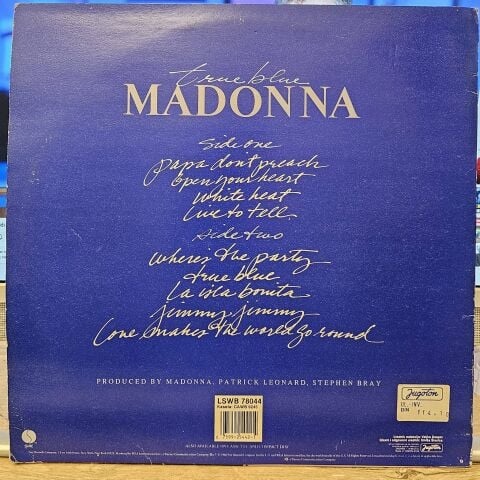 true blue
MADONNA
side one
papa don't preach
open your heart
white heat
live to tell
side two
where's the party
true blue
la isla bonita
jimmy jimmy
love makes the world go round
PRODUCED BY MADONNA, PATRICK LEONARD, STEPHEN BRAY
LSWB 78044
Jugoton
DIN